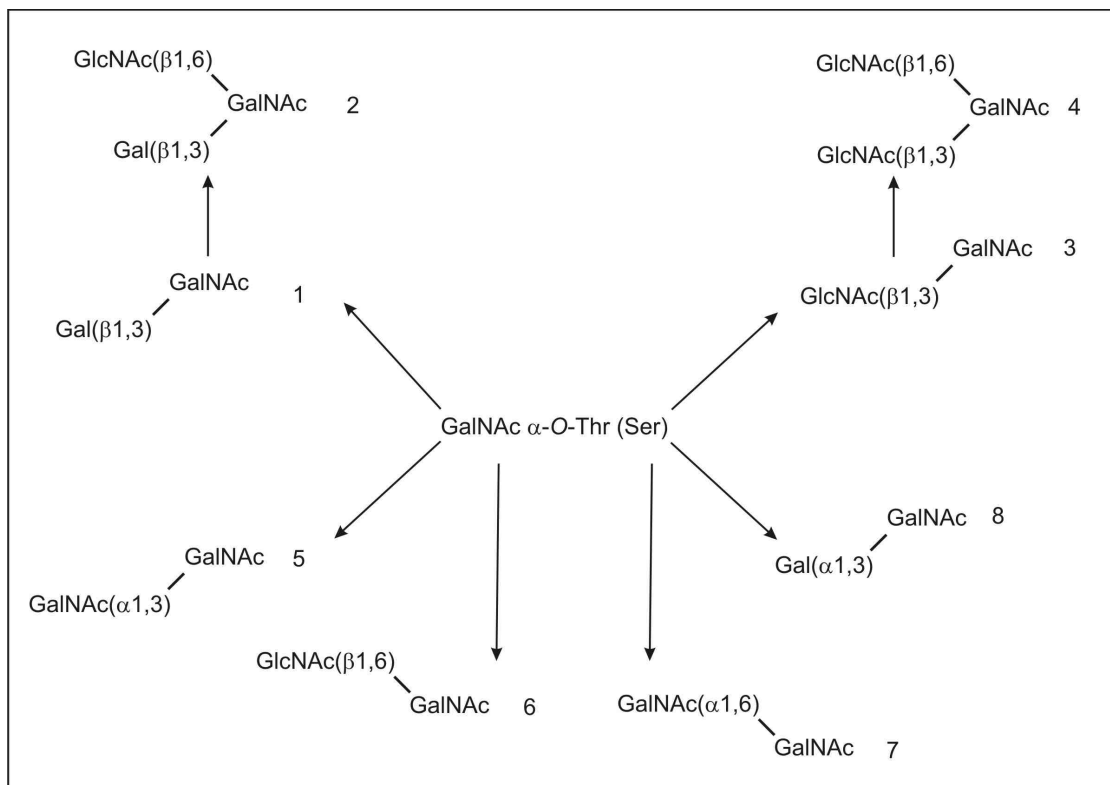 GlcNAc(β1,6)
GalNAc 2
Gal(β1,3)
GalNAc 1
Gal(β1,3)
GlcNAc(β1,6)
GalNAc 4
GlcNAc(β1,3)
GalNAc 3
GlcNAc(β1,3)
GalNAc α-O-Thr (Ser)
GalNAc 5
GalNAc(α1,3)
GlcNAc(β1,6)
GalNAc 6
GalNAc(α1,6)
GalNAc 7
GalNAc 8
Gal(α1,3)